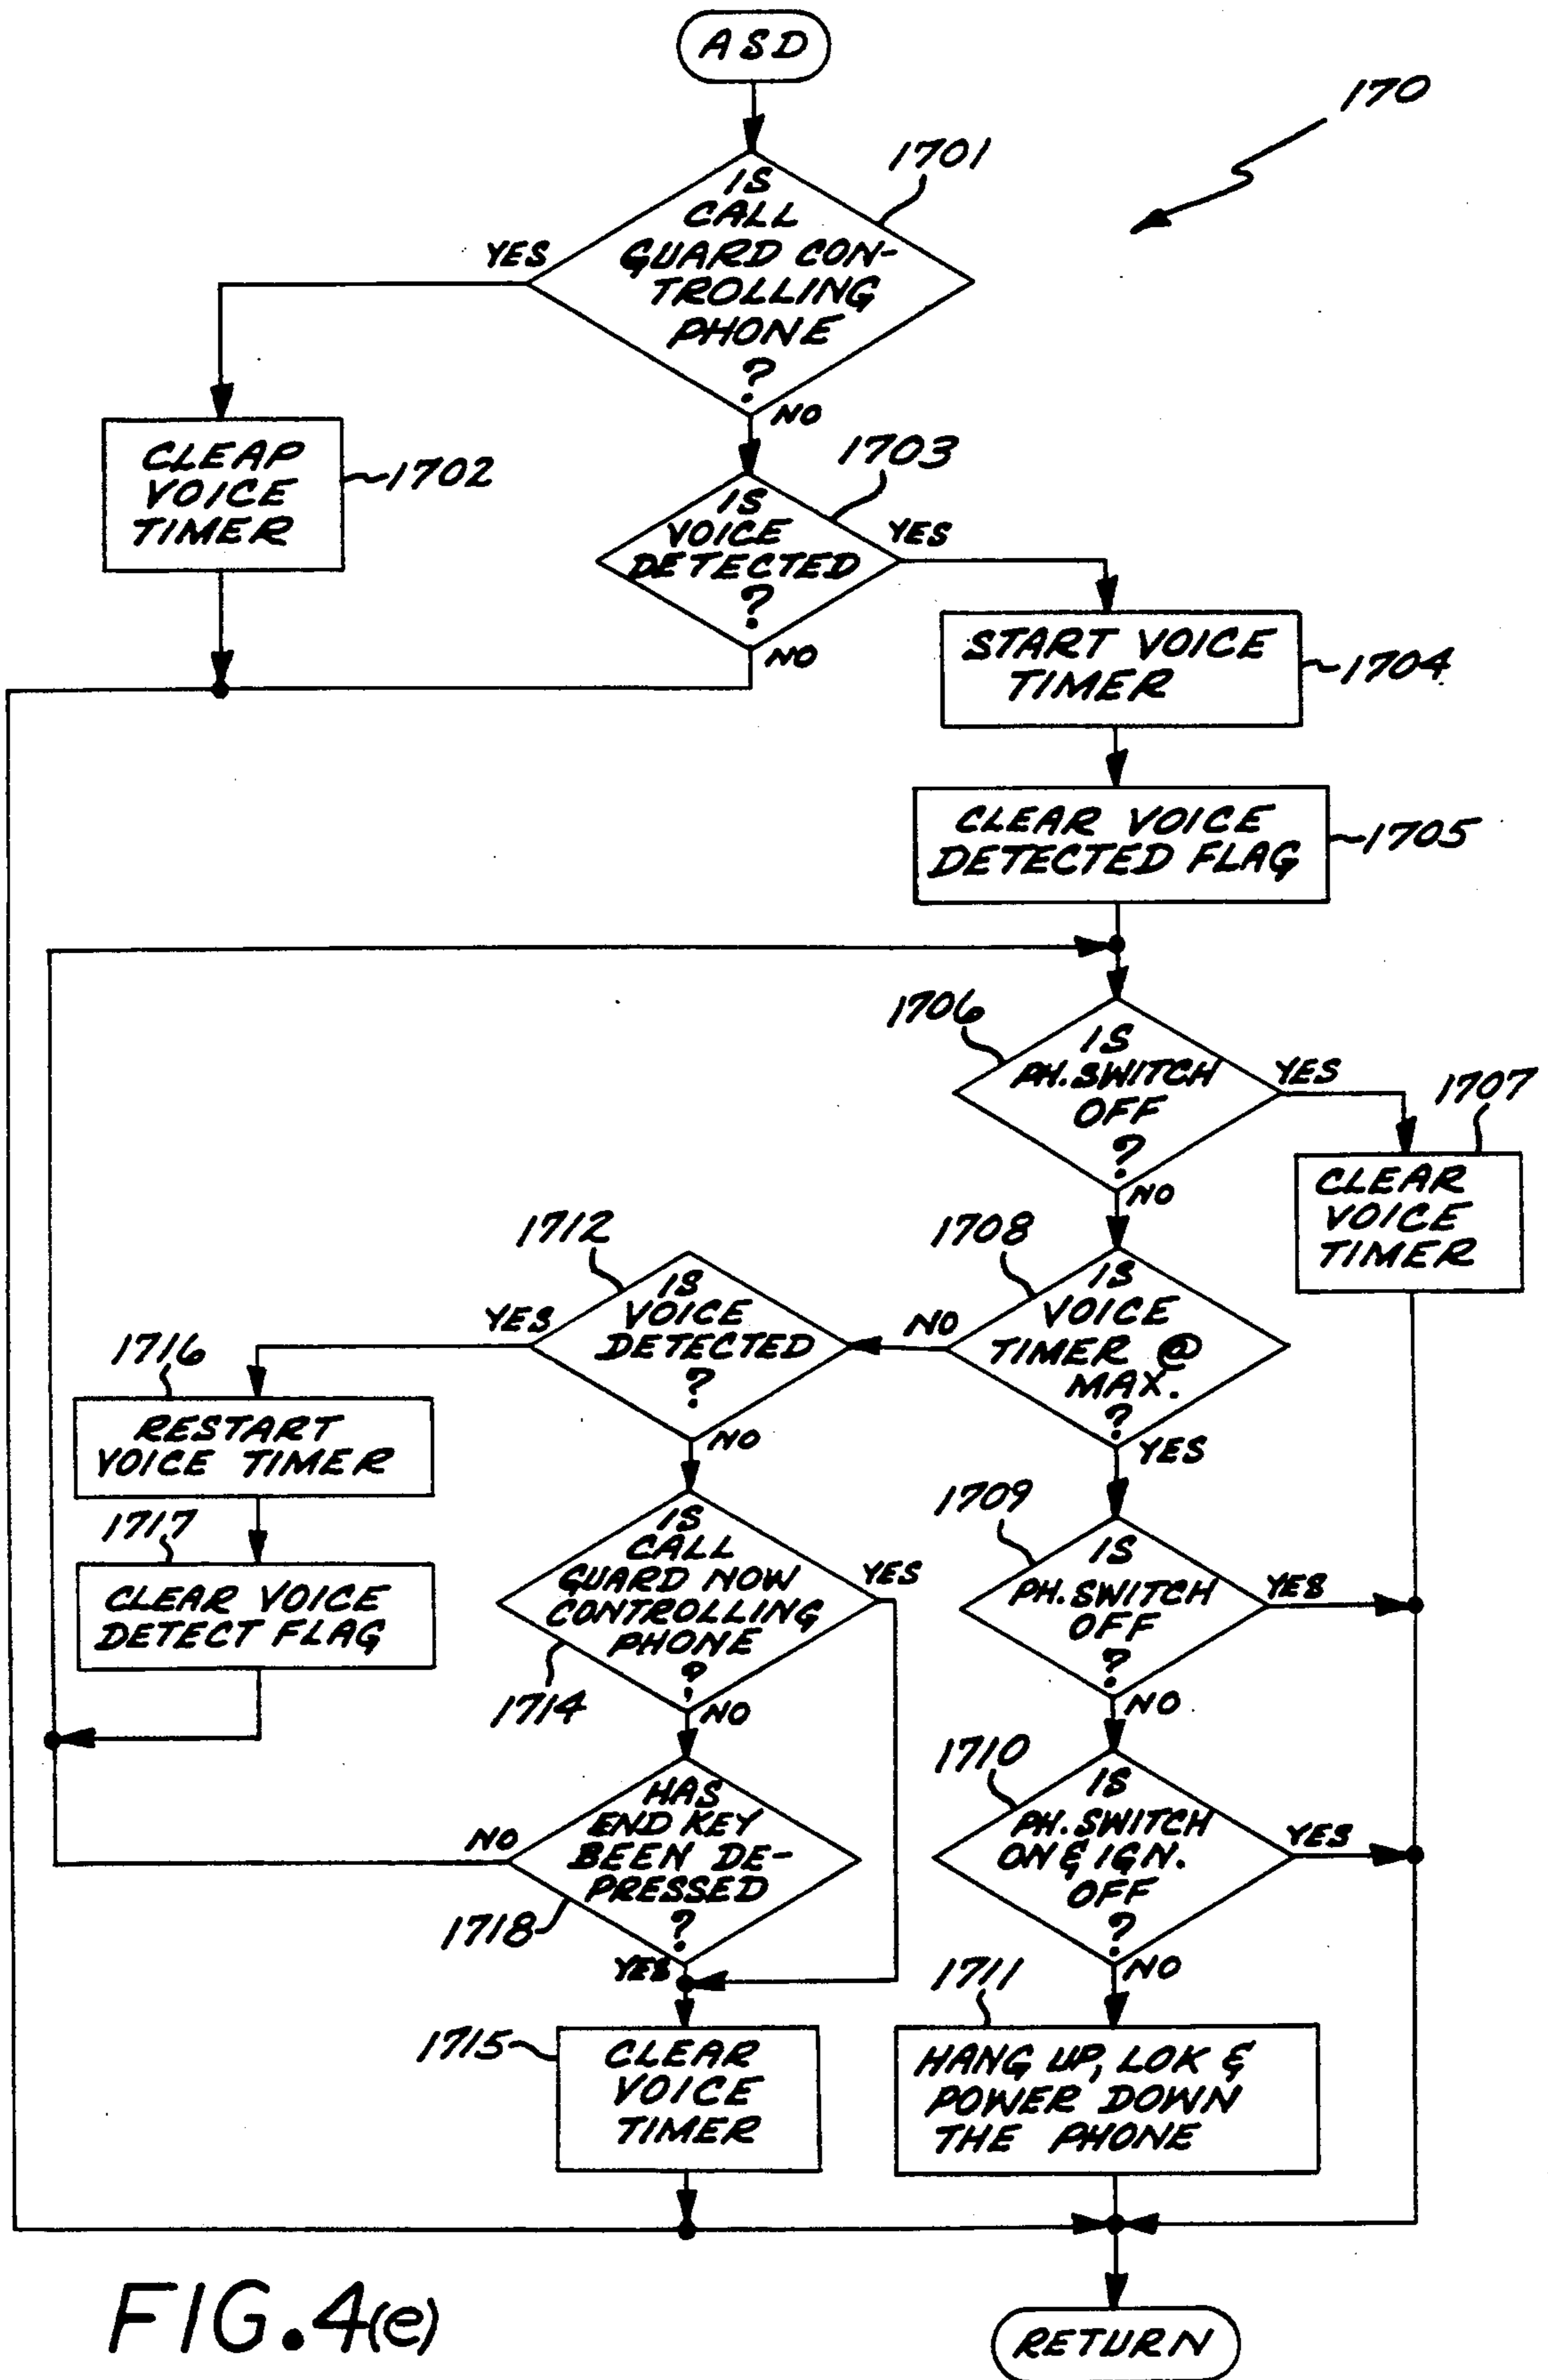 ASD
170
1701
IS
CALL
GUARD CON-
TROLLING
PHONE
?
YES
NO
CLEAP
VOICE
TIMER
1702
1703
IS
VOICE
DETECTED
?
YES
NO
START VOICE
TIMER
1704
CLEAR VOICE
DETECTED FLAG
1705
1706
IS
PH. SWITCH
OFF
?
YES
NO
1707
CLEAR
VOICE
TIMER
1708
IS
VOICE
TIMER @
MAX.
?
NO
YES
1712
IS
VOICE
DETECTED
?
YES
NO
1716
RESTART
VOICE TIMER
1717
CLEAR VOICE
DETECT FLAG
IS
CALL
GUARD NOW
CONTROLLING
PHONE
?
YES
1714
NO
1709
IS
PH. SWITCH
OFF
?
YES
NO
1710
IS
PH. SWITCH
ON & IGN.
OFF
?
YES
NO
HAS
END KEY
BEEN DE-
PRESSED
?
NO
1718
YES
1715
CLEAR
VOICE
TIMER
1711
HANG UP, LOK &
POWER DOWN
THE PHONE
RETURN
FIG. 4(e)